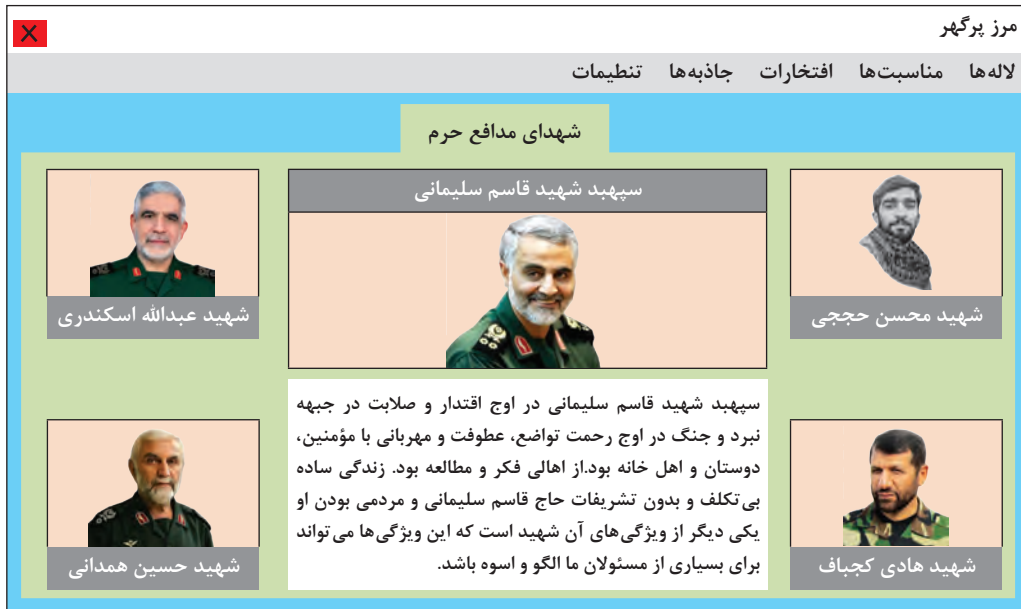 مرز پرگهر
X
لاله‌ها مناسبت‌ها افتخارات جاذبه‌ها تنطیمات
شهدای مدافع حرم
شهید محسن حججی
سپهبد شهید قاسم سلیمانی
شهید عبدالله اسکندری
سپهبد شهید قاسم سلیمانی در اوج اقتدار و صلابت در جبهه
نبرد و جنگ در اوج رحمت تواضع، عطوفت و مهربانی با مؤمنین،
دوستان و اهل خانه بود.از اهالی فکر و مطالعه بود. زندگی ساده
بی‌تکلف و بدون تشریفات حاج قاسم سلیمانی و مردمی بودن او
یکی دیگر از ویژگی‌های آن شهید است که این ویژگی‌ها می‌تواند
برای بسیاری از مسئولان ما الگو و اسوه باشد.
شهید هادی کجباف
شهید حسین همدانی